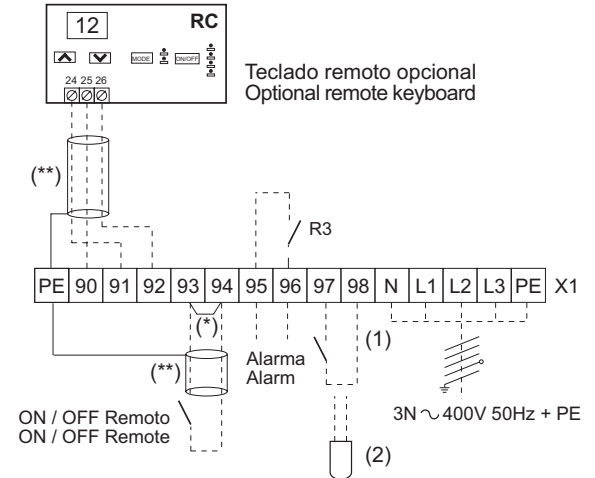 12
RC
MODE
ON/OFF
24 25 26
Teclado remoto opcional
Optional remote keyboard
(**)
R3
PE 90 91 92 93 94 95 96 97 98 N L1 L2 L3 PE X1
(*)
(1)
Alarma
Alarm
(**)
ON / OFF Remoto
ON / OFF Remote
3N ~ 400V 50Hz + PE
(2)